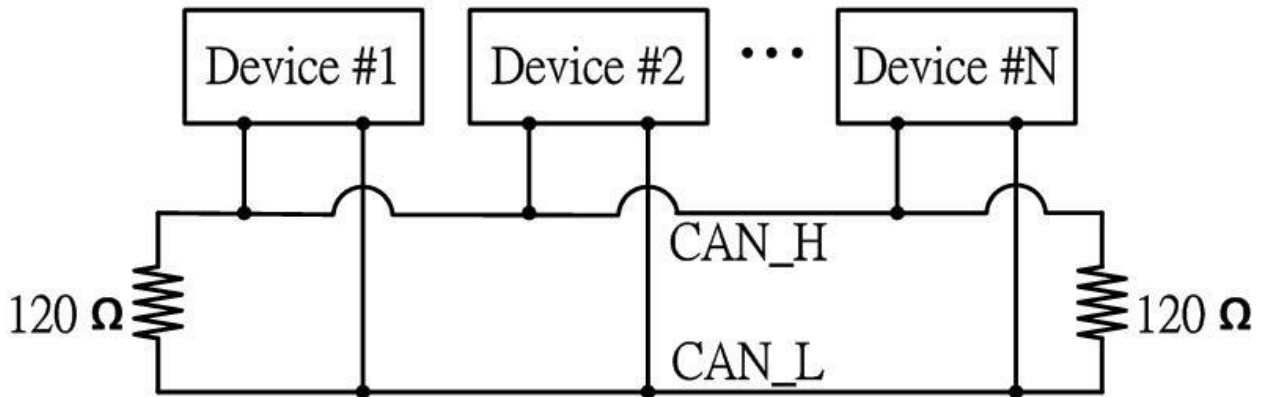 Device #1 Device #2 ••• Device #N
CAN_H
120 Ω 120 Ω
CAN_L